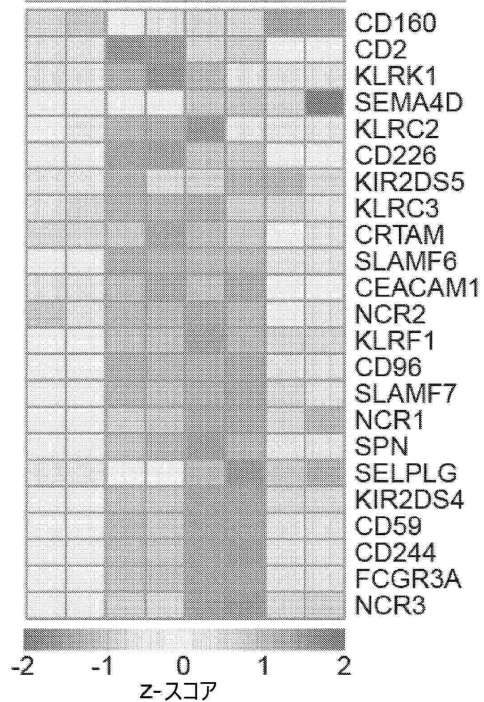 CD160
CD2
KLRK1
SEMA4D
KLRC2
CD226
KIR2DS5
KLRC3
CRTAM
SLAMF6
CEACAM1
NCR2
KLRF1
CD96
SLAMF7
NCR1
SPN
SELPLG
KIR2DS4
CD59
CD244
FCGR3A
NCR3
-2 -1 0 1 2
z-スコア